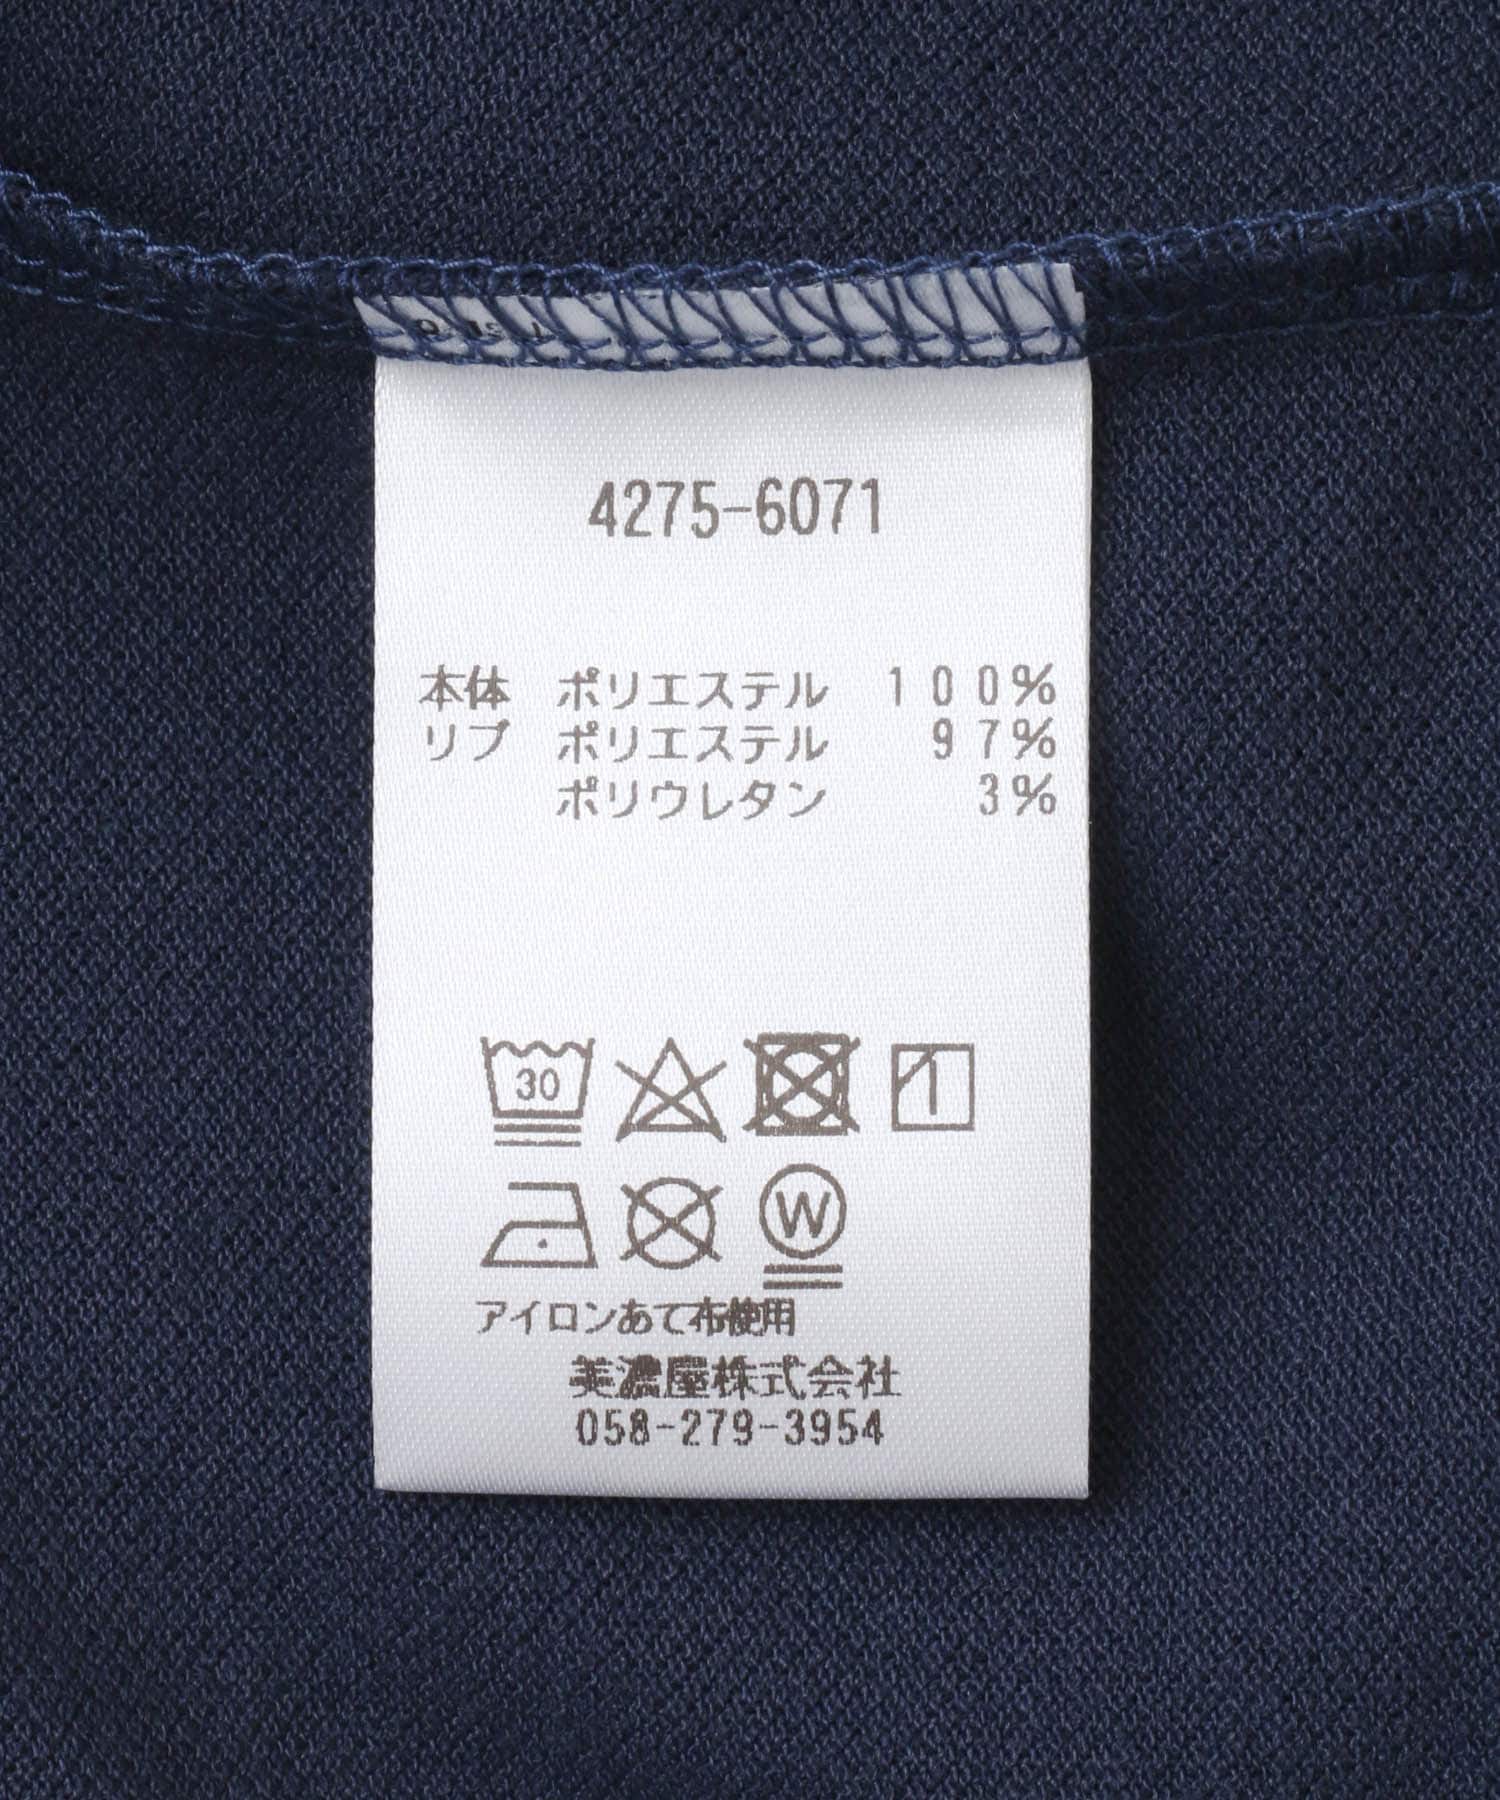 4275-6071
本体 ポリエステル 100%
リブ ポリエステル 97%
ポリウレタン 3%
30
W
アイロンあて布使用
美濃屋株式会社
058-279-3954